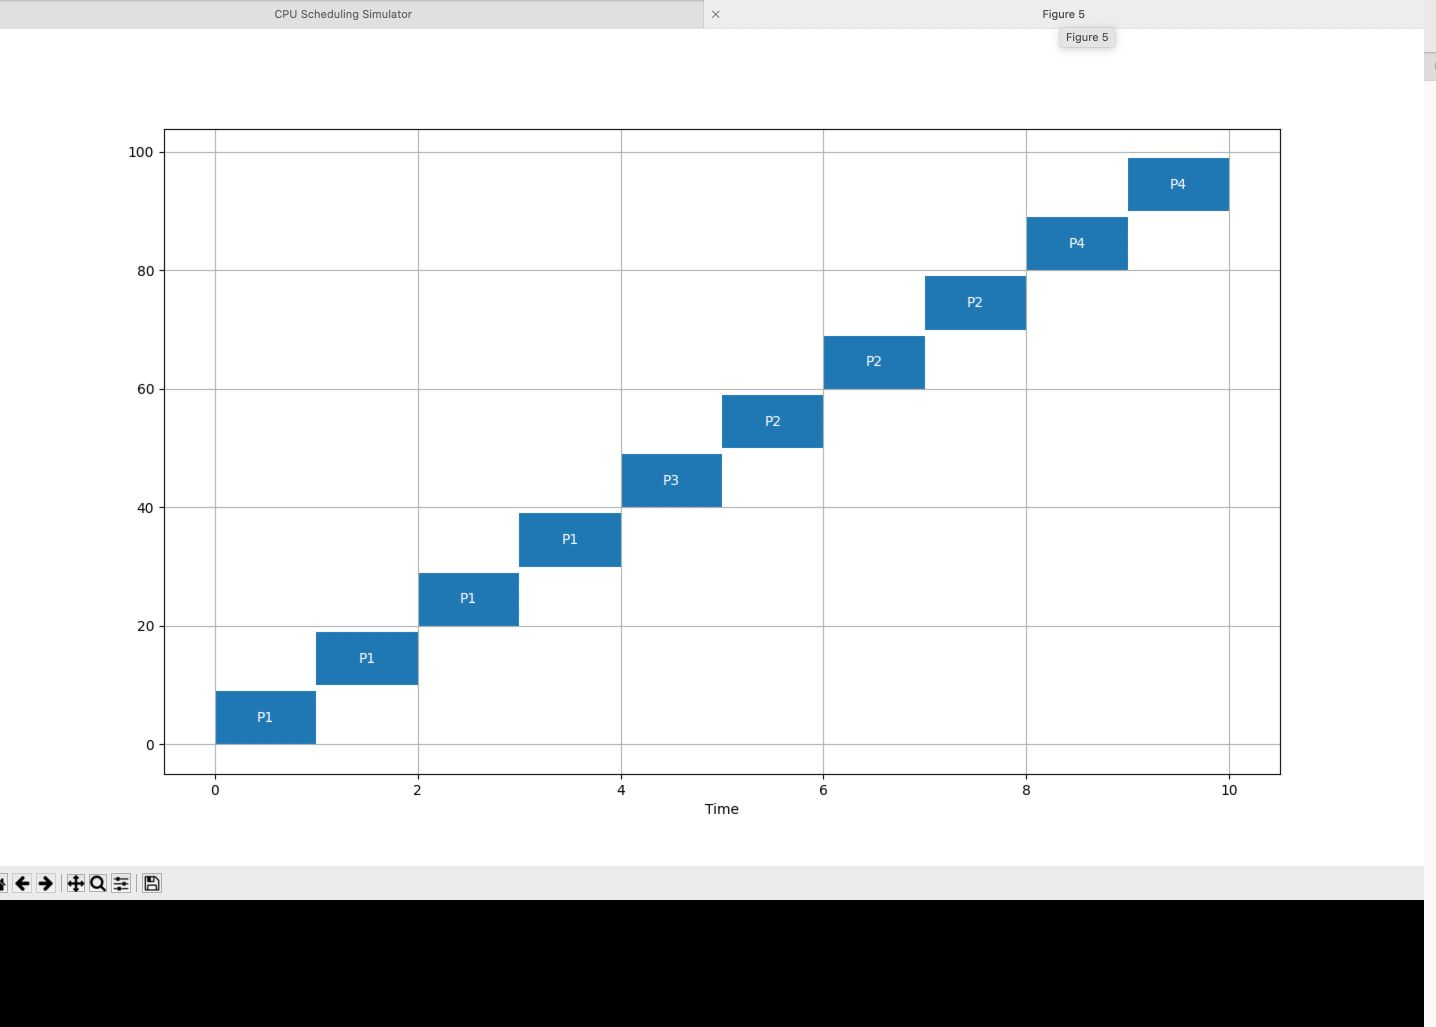 CPU Scheduling Simulator
Figure 5
Figure 5
100
P4
P4
80
P2
P2
60
P2
P3
40
P1
P1
20
P1
P1
0
0 2 4 6 8 10
Time